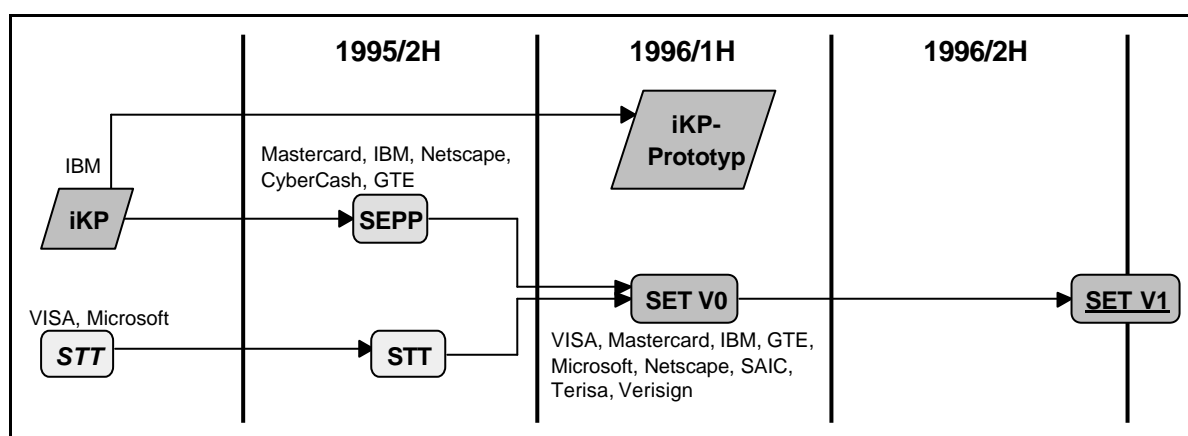 1995/2H
1996/1H
1996/2H
iKP-
Prototyp
IBM
Mastercard, IBM, Netscape,
CyberCash, GTE
iKP
SEPP
SET V0
SET V1
VISA, Microsoft
STT
STT
VISA, Mastercard, IBM, GTE,
Microsoft, Netscape, SAIC,
Terisa, Verisign